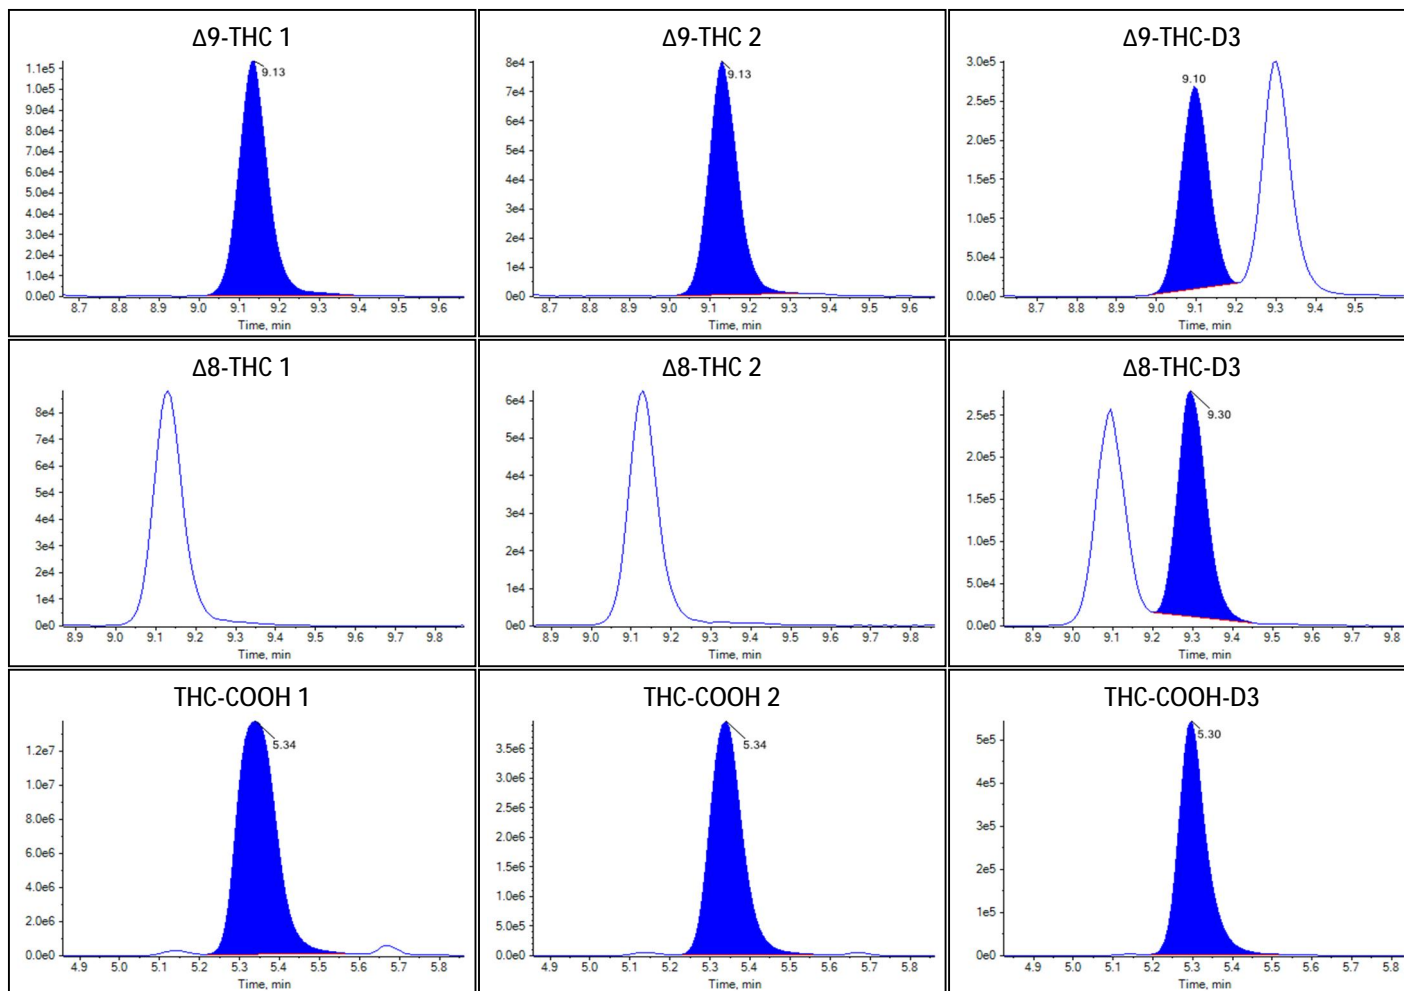 Δ9-THC 1
1.1e5
1.0e5
9.0e4
8.0e4
7.0e4
6.0e4
5.0e4
4.0e4
3.0e4
2.0e4
1.0e4
0.0e0
9.13
8.7 8.8 8.9 9.0 9.1 9.2 9.3 9.4 9.5 9.6
Time, min
Δ9-THC 2
8e4
7e4
6e4
5e4
4e4
3e4
2e4
1e4
0e0
9.13
8.7 8.8 8.9 9.0 9.1 9.2 9.3 9.4 9.5 9.6
Time, min
Δ9-THC-D3
3.0e5
2.5e5
2.0e5
1.5e5
1.0e5
5.0e4
0.0e0
9.10
8.7 8.8 8.9 9.0 9.1 9.2 9.3 9.4 9.5
Time, min
Δ8-THC 1
8e4
7e4
6e4
5e4
4e4
3e4
2e4
1e4
0e0
8.9 9.0 9.1 9.2 9.3 9.4 9.5 9.6 9.7 9.8
Time, min
Δ8-THC 2
6e4
5e4
4e4
3e4
2e4
1e4
0e0
8.9 9.0 9.1 9.2 9.3 9.4 9.5 9.6 9.7 9.8
Time, min
Δ8-THC-D3
2.5e5
2.0e5
1.5e5
1.0e5
5.0e4
0.0e0
9.30
8.9 9.0 9.1 9.2 9.3 9.4 9.5 9.6 9.7 9.8
Time, min
THC-COOH 1
1.2e7
1.0e7
8.0e6
6.0e6
4.0e6
2.0e6
0.0e0
5.34
4.9 5.0 5.1 5.2 5.3 5.4 5.5 5.6 5.7 5.8
Time, min
THC-COOH 2
3.5e6
3.0e6
2.5e6
2.0e6
1.5e6
1.0e6
5.0e5
0.0e0
5.34
4.9 5.0 5.1 5.2 5.3 5.4 5.5 5.6 5.7 5.8
Time, min
THC-COOH-D3
5e5
4e5
3e5
2e5
1e5
0e0
5.30
4.9 5.0 5.1 5.2 5.3 5.4 5.5 5.6 5.7 5.8
Time, min